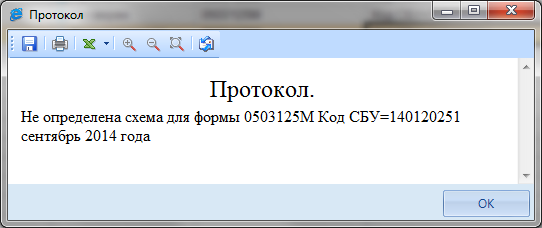 Протокол
Протокол.
Не определена схема для формы 0503125М Код СБУ=140120251
сентябрь 2014 года
OK